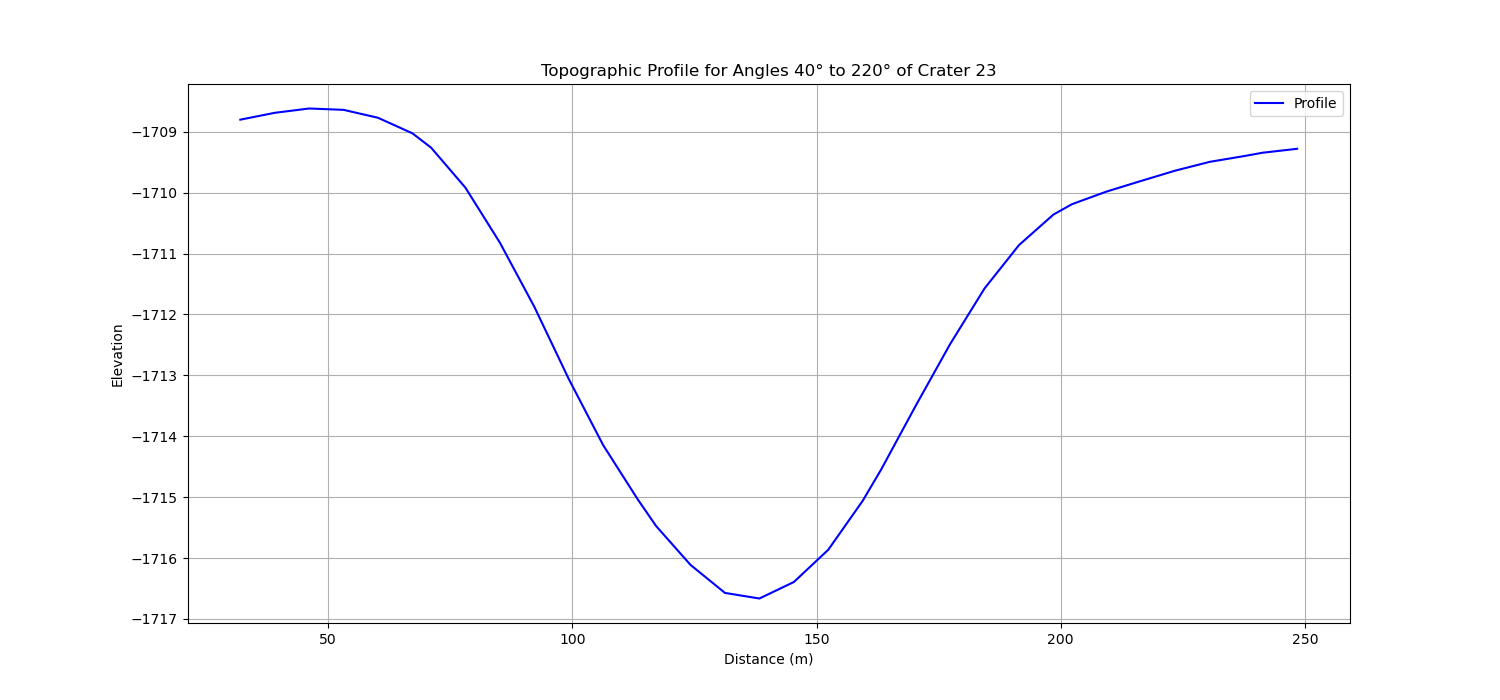 Topographic Profile for Angles 40° to 220° of Crater 23
Profile
−1709
−1710
−1711
−1712
−1713
−1714
−1715
−1716
−1717
Elevation
50 100 150 200 250
Distance (m)